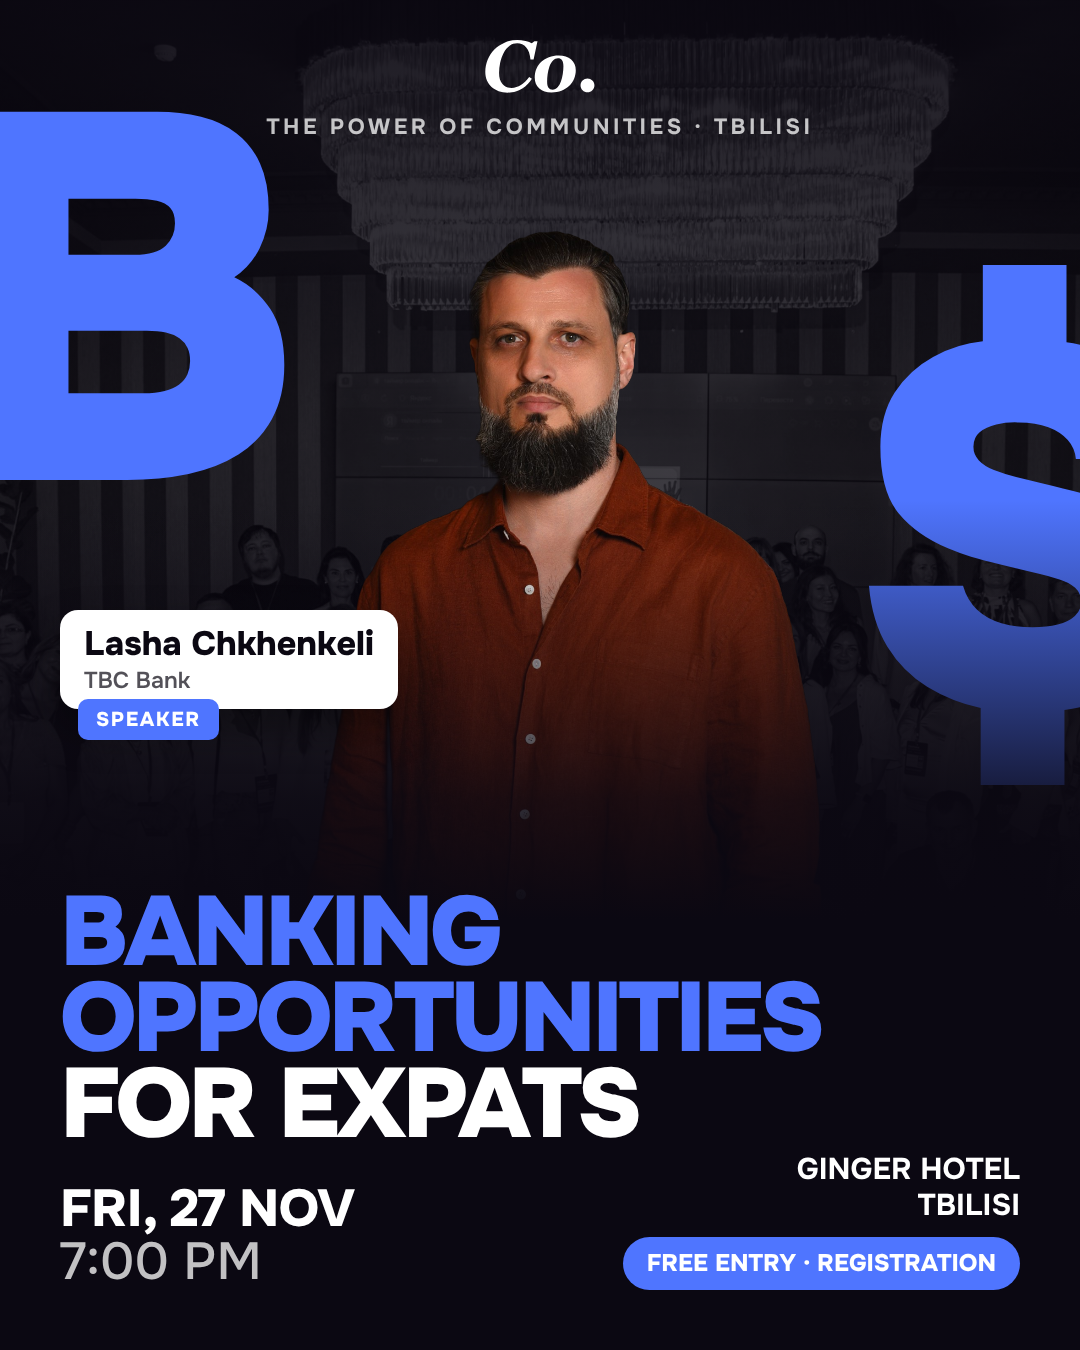 Co.
THE POWER OF COMMUNITIES · TBILISI
B
$
Lasha Chkhenkeli
TBC Bank
SPEAKER
BANKING
OPPORTUNITIES
FOR EXPATS
FRI, 27 NOV
7:00 PM
GINGER HOTEL
TBILISI
FREE ENTRY · REGISTRATION